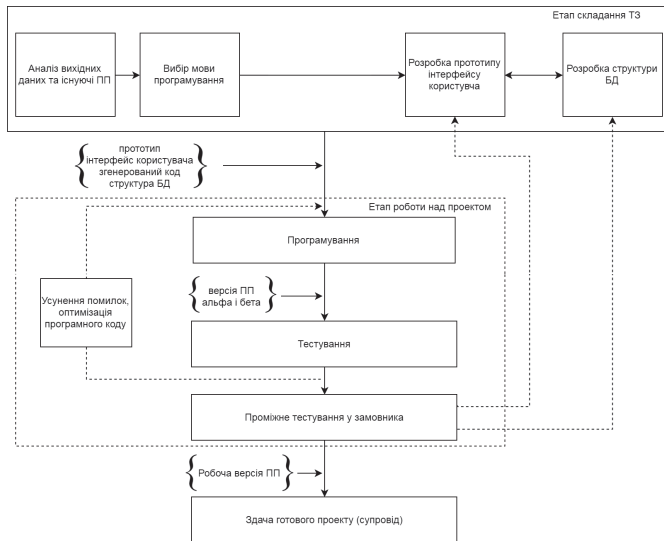 Етап складання ТЗ
Аналіз вихідних
даних та існуючі ПП
Вибір мови
програмування
Розробка прототипу
інтерфейсу
користувча
Розробка структури
БД
прототип
інтерфейс користувача
згенерований код
структура БД
Етап роботи над проектом
Програмування
версія ПП
альфа і бета
Усунення помилок,
оптимізація
програмного коду
Тестування
Проміжне тестування у замовника
Робоча версія ПП
Здача готового проекту (супровід)